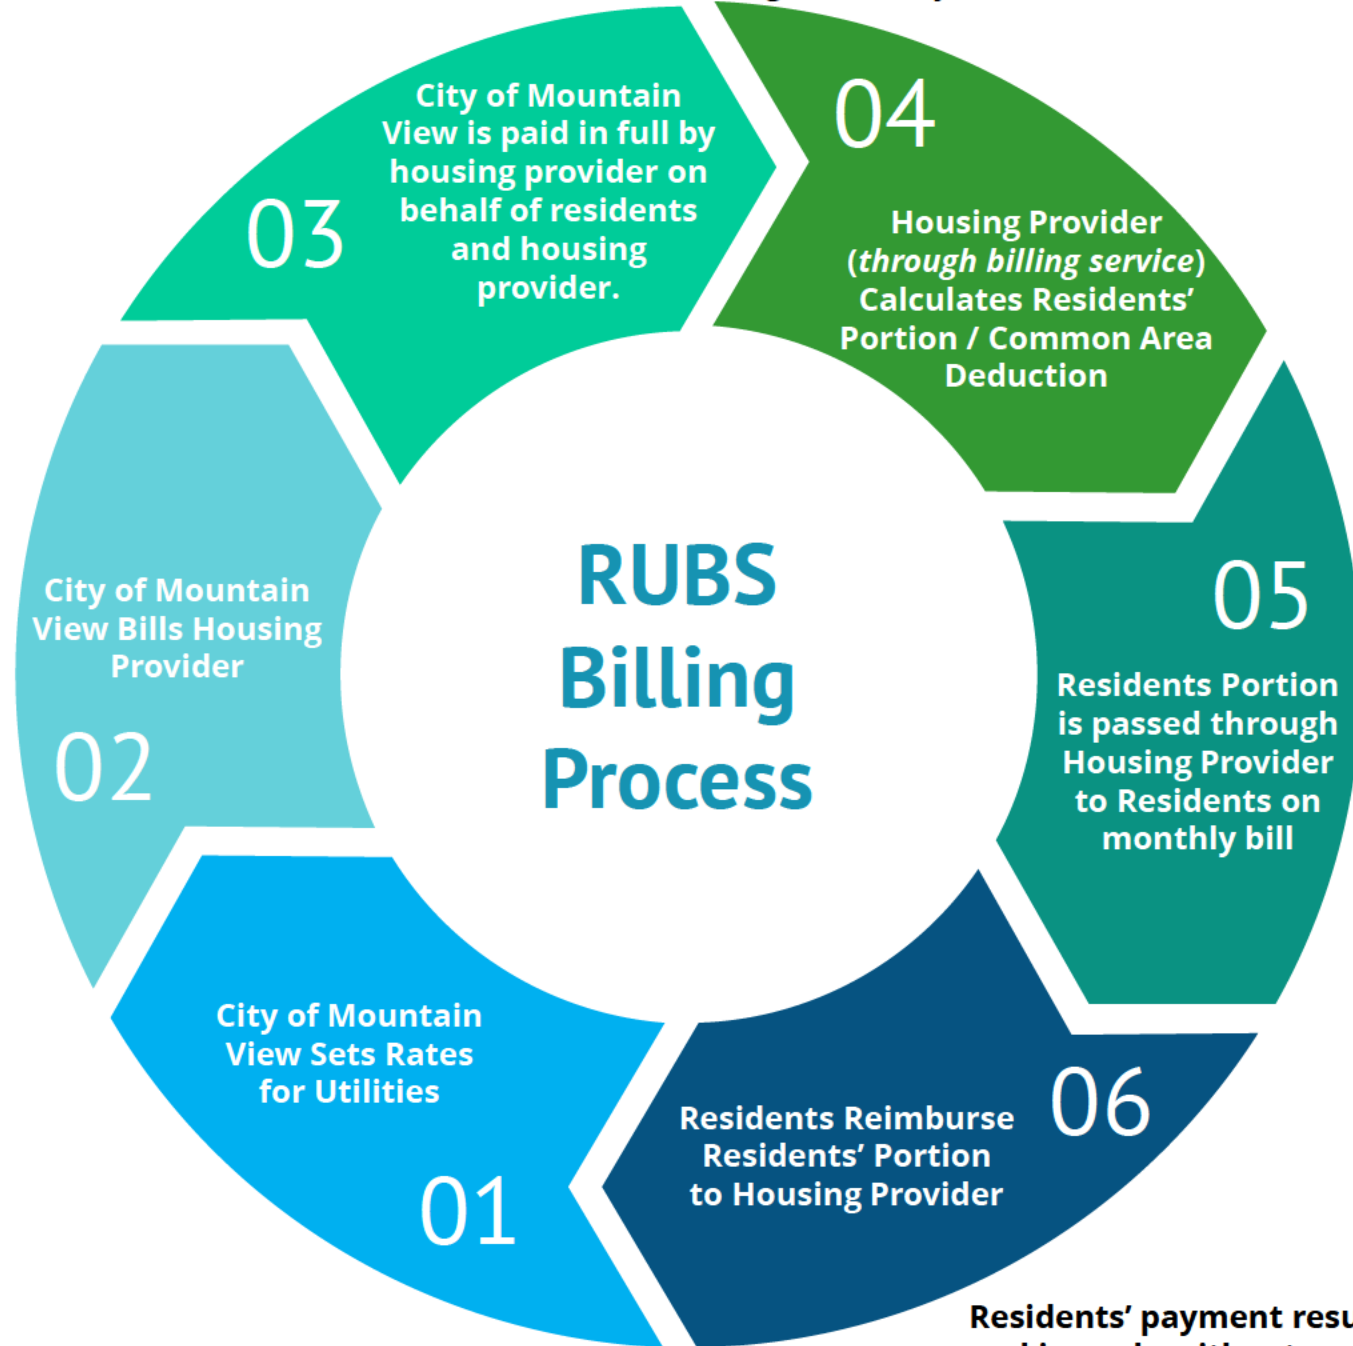 City of Mountain
View is paid in full by
housing provider on
behalf of residents
and housing
provider.
03
04
Housing Provider
(through billing service)
Calculates Residents’
Portion / Common Area
Deduction
05
Residents Portion
is passed through
Housing Provider
to Residents on
monthly bill
06
Residents Reimburse
Residents’ Portion
to Housing Provider
City of Mountain
View Sets Rates
for Utilities
01
City of Mountain
View Bills Housing
Provider
02
RUBS
Billing
Process
Residents’ payment